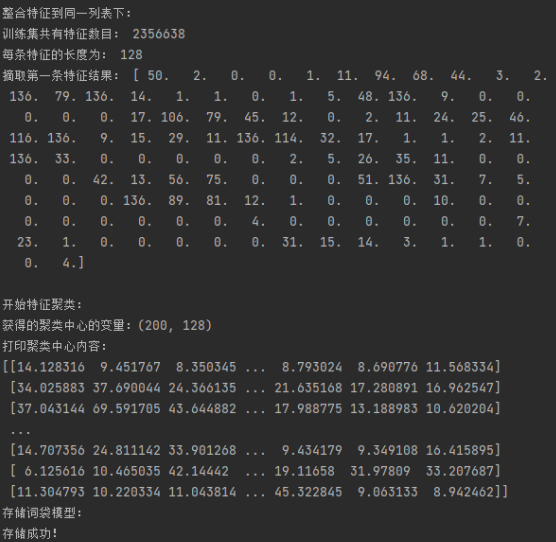 整合特征到同一列表下：
训练集共有特征数目： 2356638
每条特征的长度为： 128
摘取第一条特征结果： [ 50. 2. 0. 0. 1. 11. 94. 68. 44. 3. 2.
136. 79. 136. 14. 1. 1. 0. 1. 5. 48. 136. 9. 0. 0.
0. 0. 0. 17. 106. 79. 45. 12. 0. 2. 11. 24. 25. 46.
116. 136. 9. 15. 29. 11. 136. 114. 32. 17. 1. 1. 2. 11.
136. 33. 0. 0. 0. 0. 0. 2. 5. 26. 35. 11. 0. 0.
0. 0. 42. 13. 56. 75. 0. 0. 0. 51. 136. 31. 7. 5.
0. 0. 0. 136. 89. 81. 12. 1. 0. 0. 0. 10. 0. 0.
0. 0. 0. 0. 0. 0. 4. 0. 0. 0. 0. 0. 0. 7.
23. 1. 0. 0. 0. 0. 0. 31. 15. 14. 3. 1. 1. 0.
0. 4.]
开始特征聚类：
获得的聚类中心的变量：(200, 128)
打印聚类中心内容：
[[14.128316 9.451767 8.350345 ... 8.793024 8.690776 11.568334]
[34.025883 37.690044 24.366135 ... 21.635168 17.280891 16.962547]
[37.043144 69.591705 43.644882 ... 17.988775 13.188983 10.620204]
...
[14.707356 24.811142 33.901268 ... 9.434179 9.349108 16.415895]
[ 6.125616 10.465035 42.14442 ... 19.11658 31.97809 33.207687]
[11.304793 10.220334 11.043814 ... 45.322845 9.063133 8.942462]]
存储词袋模型：
存储成功！